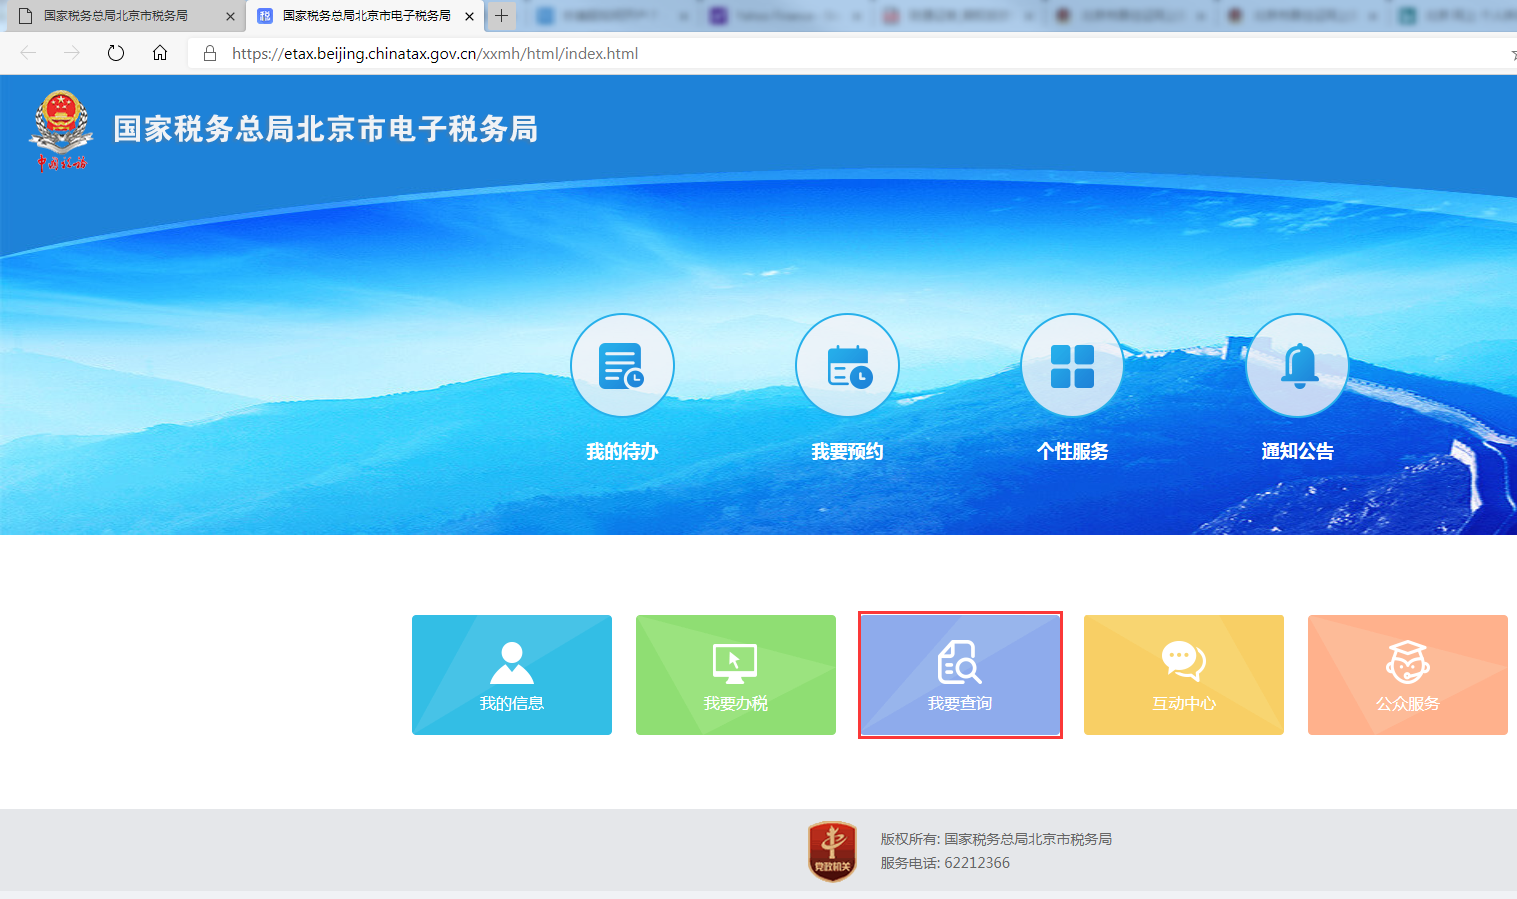 国家税务总局北京市税务局
税 国家税务总局北京市电子税务局
https://etax.beijing.chinatax.gov.cn/xxmh/html/index.html
国家税务总局北京市电子税务局
中国税务
我的待办
我要预约
个性服务
通知公告
我的信息
我要办税
我要查询
互动中心
公众服务
党政机关
版权所有: 国家税务总局北京市税务局
服务电话: 62212366